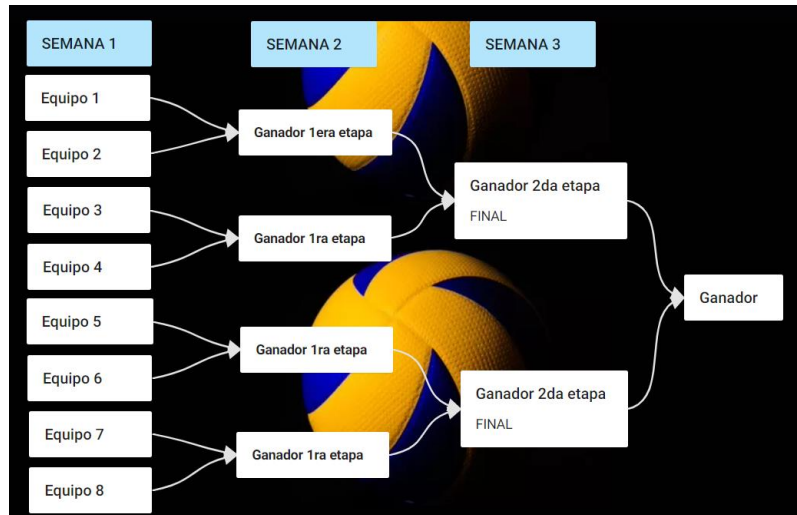 SEMANA 1
SEMANA 2
SEMANA 3
Equipo 1
Equipo 2
Equipo 3
Equipo 4
Equipo 5
Equipo 6
Equipo 7
Equipo 8
Ganador 1era etapa
Ganador 1ra etapa
Ganador 1ra etapa
Ganador 1ra etapa
Ganador 2da etapa
FINAL
Ganador 2da etapa
FINAL
Ganador